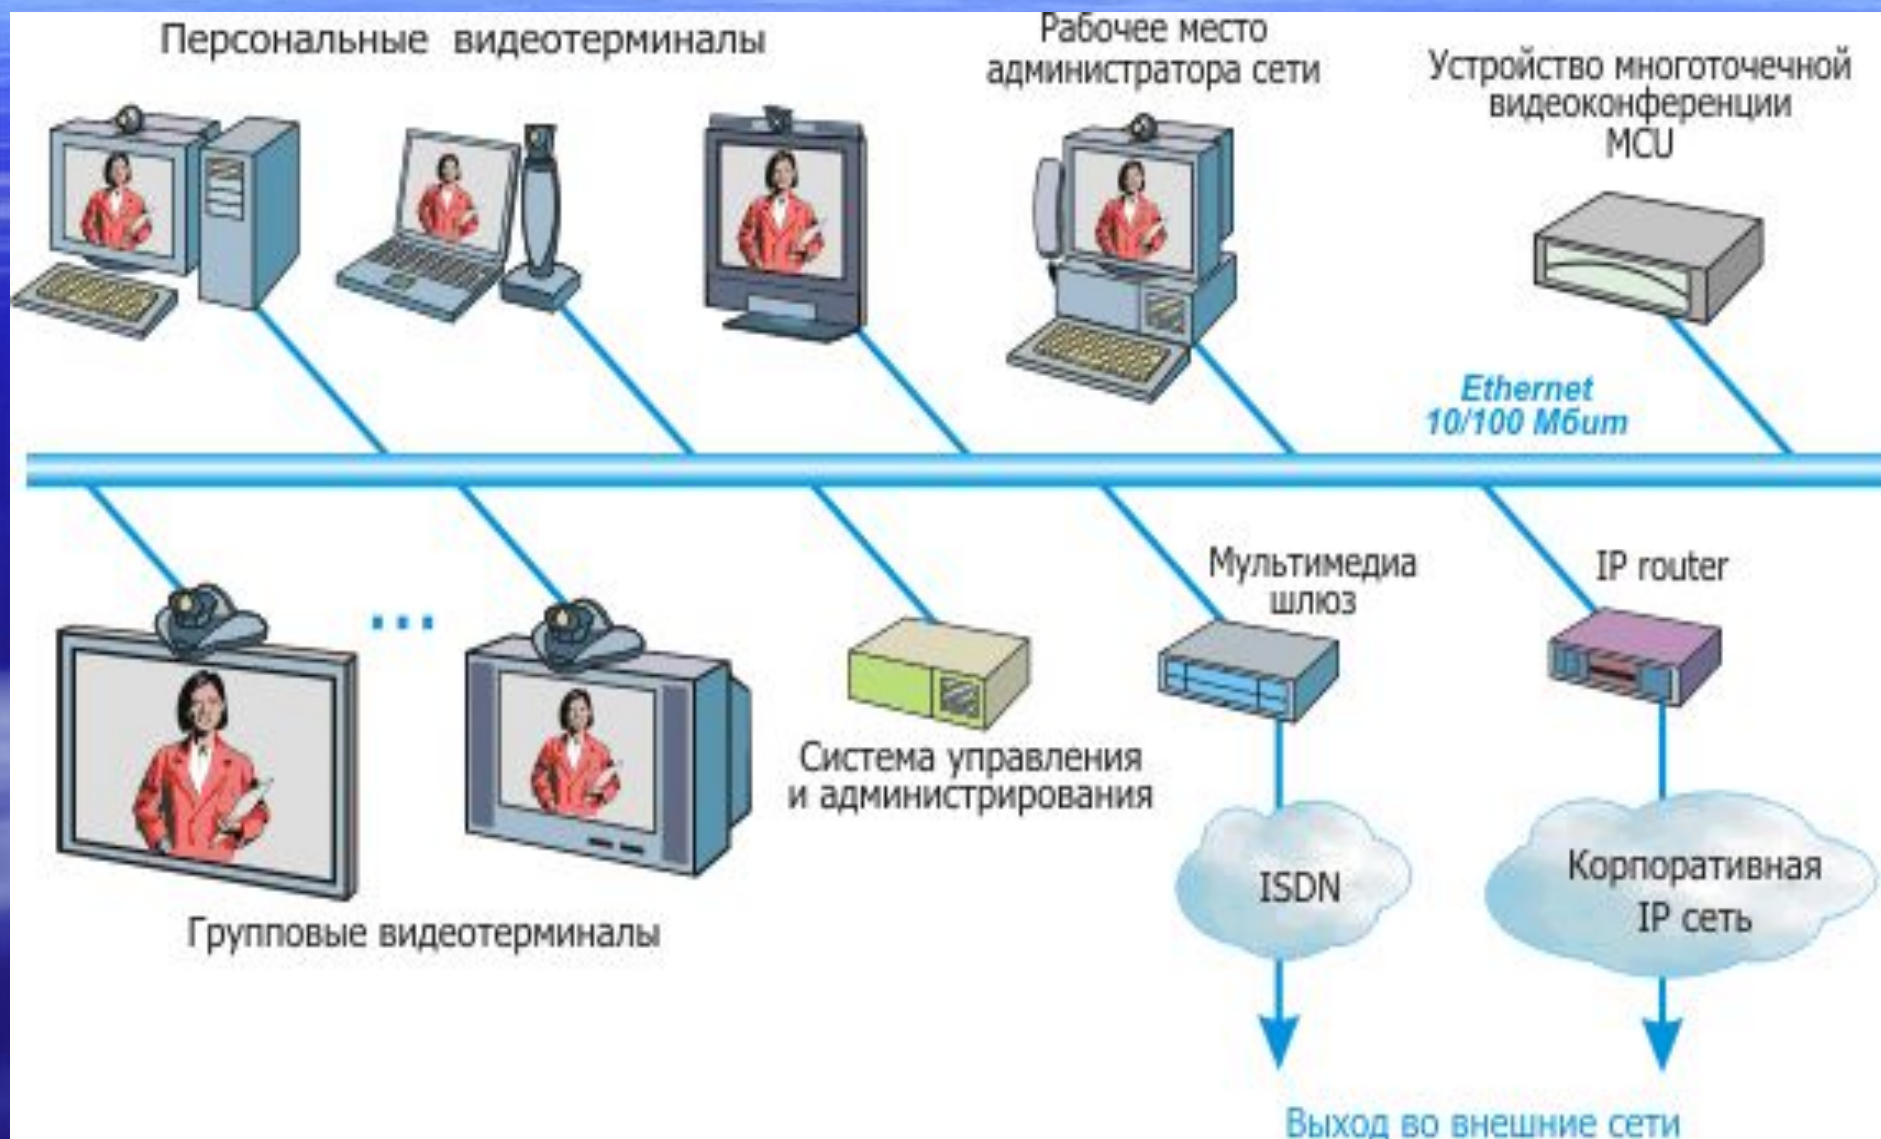 Персональные видеотерминалы
Рабочее место
администратора сети
Устройство многоточечной
видеоконференции
MCU
Ethernet
10/100 Мбит
Мультимедиа
шлюз
IP router
Система управления
и администрирования
ISDN
Корпоративная
IP сеть
Групповые видеотерминалы
Выход во внешние сети